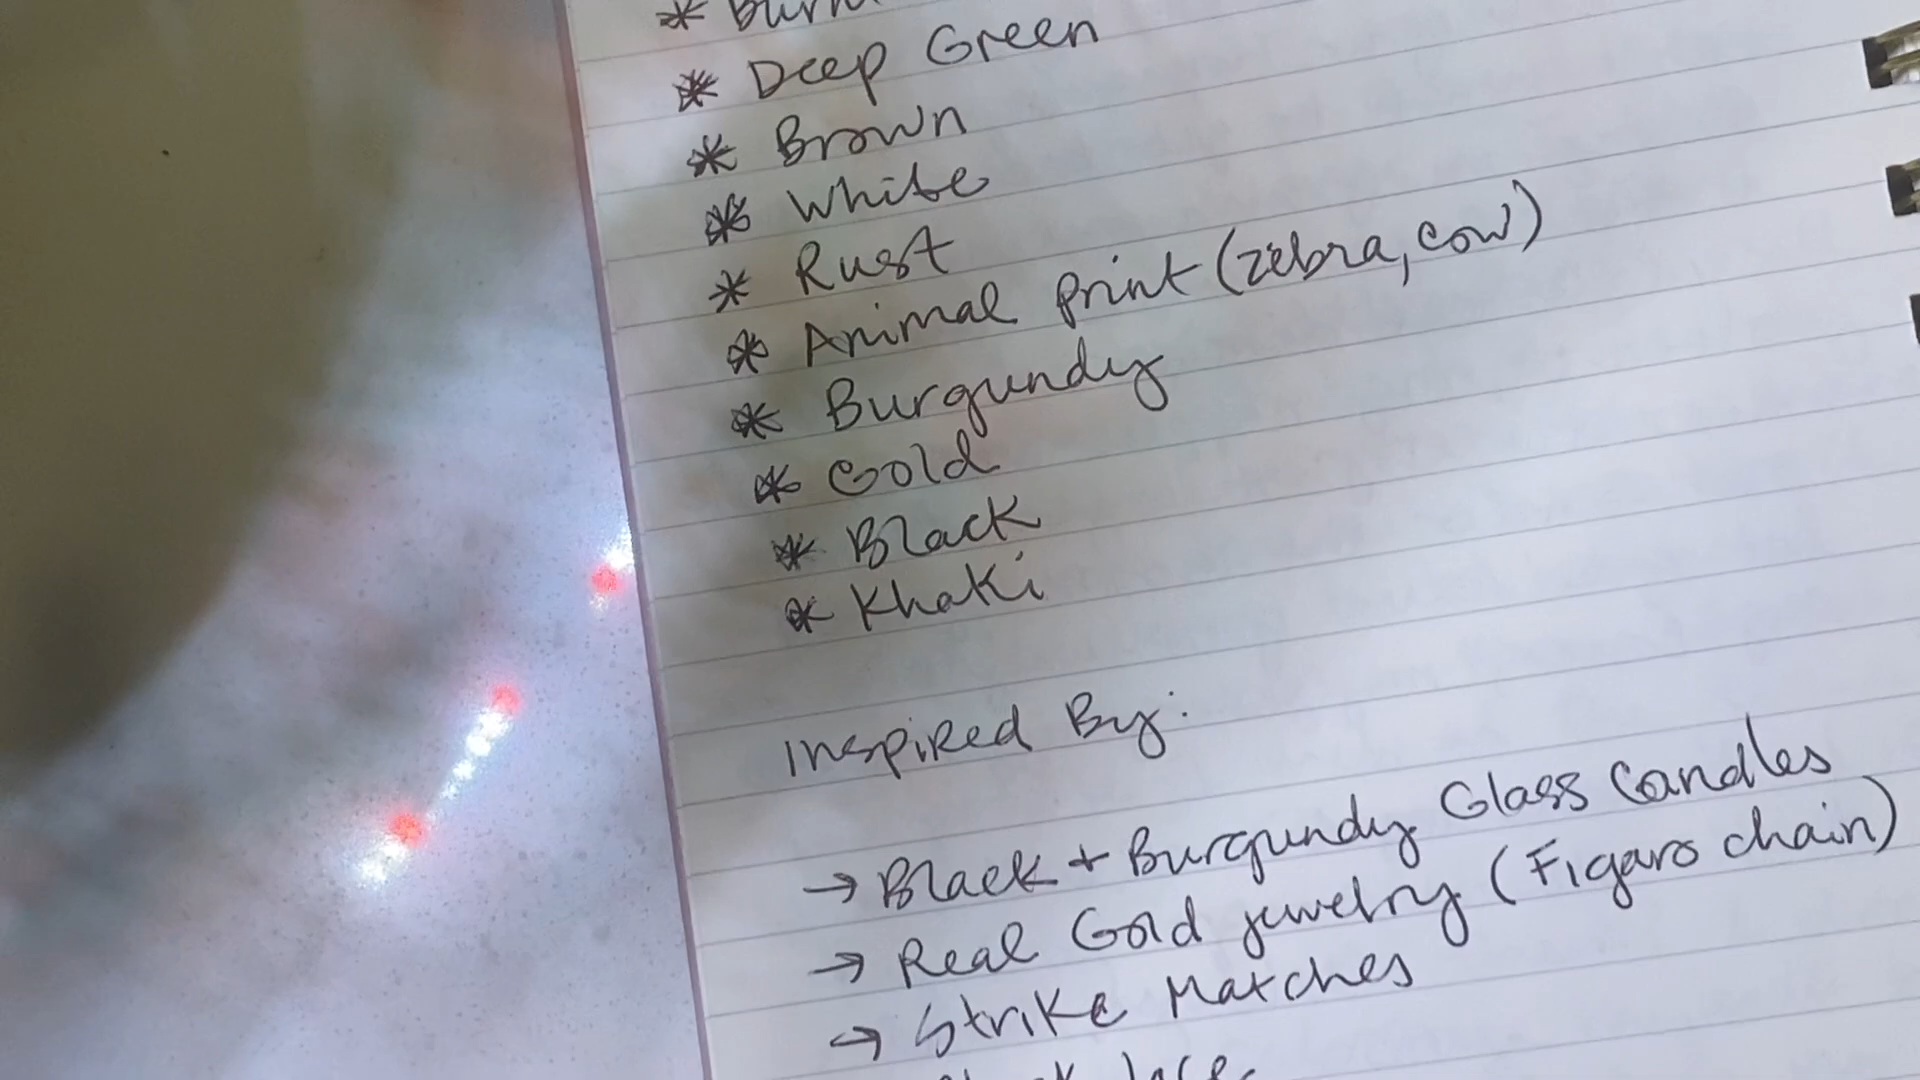 * Deep Green
* Brown
* White
* Rust
* Animal print (zebra, cow)
* Burgundy
* Gold
* Black
* Khaki
Inspired By:
→ Black + Burgundy Glass Candles
→ Real Gold jewelry (Figaro chain)
→ Strike Matches